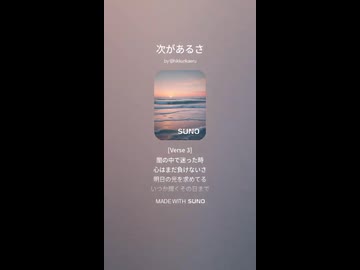 次があるさ
SUNO
[Verse 3]
闇の中で迷った時
心はまだ負けないさ
明日の光を求めてる
いつか輝くその日まで
MADE WITH SUNO